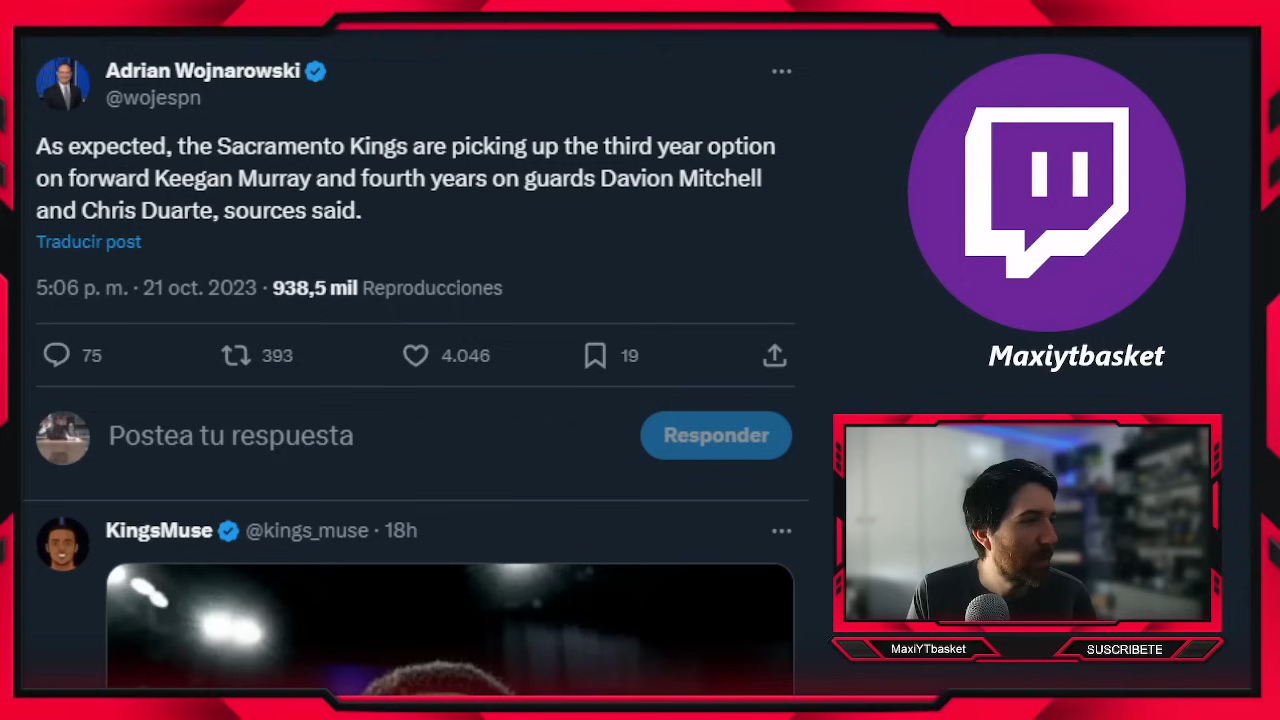 Adrian Wojnarowski
@wojespn
As expected, the Sacramento Kings are picking up the third year option
on forward Keegan Murray and fourth years on guards Davion Mitchell
and Chris Duarte, sources said.
Traducir post
5:06 p. m. · 21 oct. 2023 · 938,5 mil Reproducciones
75 393 4.046 19
Postea tu respuesta
Responder
KingsMuse @kings_muse · 18h
Maxiytbasket
MaxiYTbasket
SUSCRIBETE